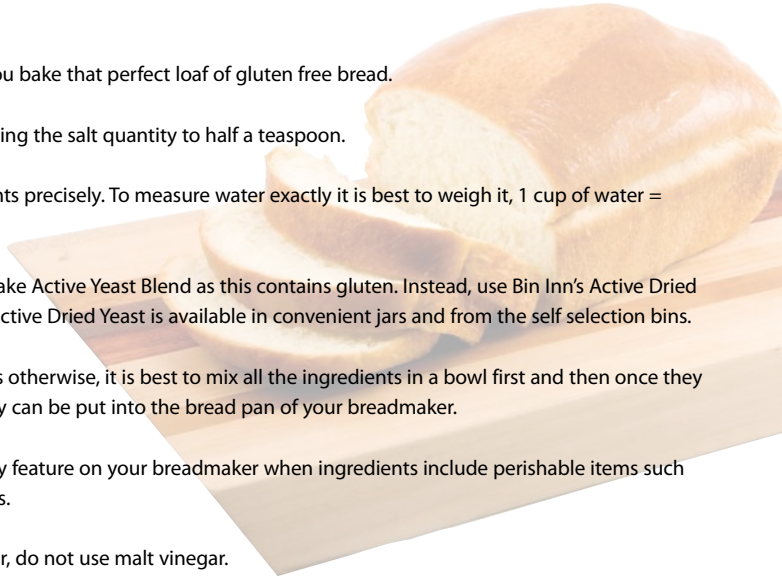 ou bake that perfect loaf of gluten free bread.
ing the salt quantity to half a teaspoon.
nts precisely. To measure water exactly it is best to weigh it, 1 cup of water =
ake Active Yeast Blend as this contains gluten. Instead, use Bin Inn’s Active Dried
ctive Dried Yeast is available in convenient jars and from the self selection bins.
s otherwise, it is best to mix all the ingredients in a bowl first and then once they
y can be put into the bread pan of your breadmaker.
y feature on your breadmaker when ingredients include perishable items such
s.
r, do not use malt vinegar.